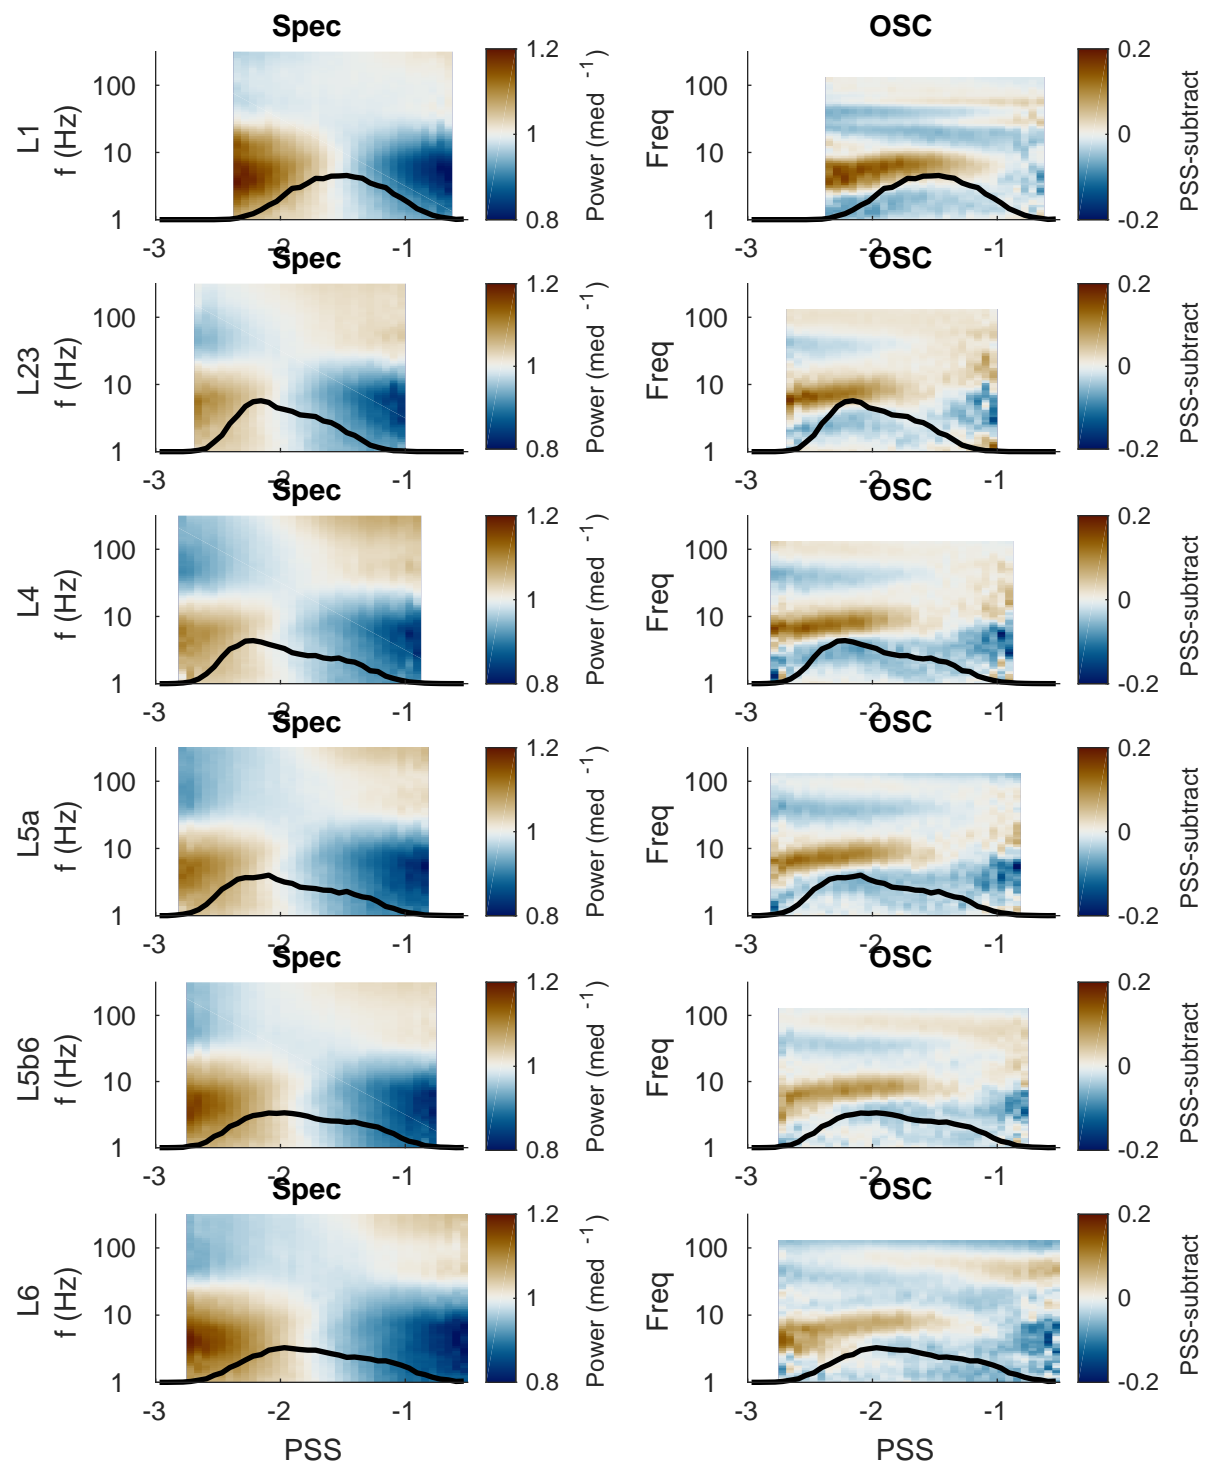 Spec OSC
L1
f (Hz)
100
10
1
-3 -2 -1
1.2
1
0.8
Power (med -1)
Freq
100
10
1
-3 -2 -1
0.2
0
-0.2
PSS-subtract
Spec OSC
L23
f (Hz)
100
10
1
-3 -2 -1
1.2
1
0.8
Power (med -1)
Freq
100
10
1
-3 -2 -1
0.2
0
-0.2
PSS-subtract
Spec OSC
L4
f (Hz)
100
10
1
-3 -2 -1
1.2
1
0.8
Power (med -1)
Freq
100
10
1
-3 -2 -1
0.2
0
-0.2
PSS-subtract
Spec OSC
L5a
f (Hz)
100
10
1
-3 -2 -1
1.2
1
0.8
Power (med -1)
Freq
100
10
1
-3 -2 -1
0.2
0
-0.2
PSS-subtract
Spec OSC
L5b6
f (Hz)
100
10
1
-3 -2 -1
1.2
1
0.8
Power (med -1)
Freq
100
10
1
-3 -2 -1
0.2
0
-0.2
PSS-subtract
Spec OSC
L6
f (Hz)
100
10
1
-3 -2 -1
PSS
1.2
1
0.8
Power (med -1)
Freq
100
10
1
-3 -2 -1
PSS
0.2
0
-0.2
PSS-subtract